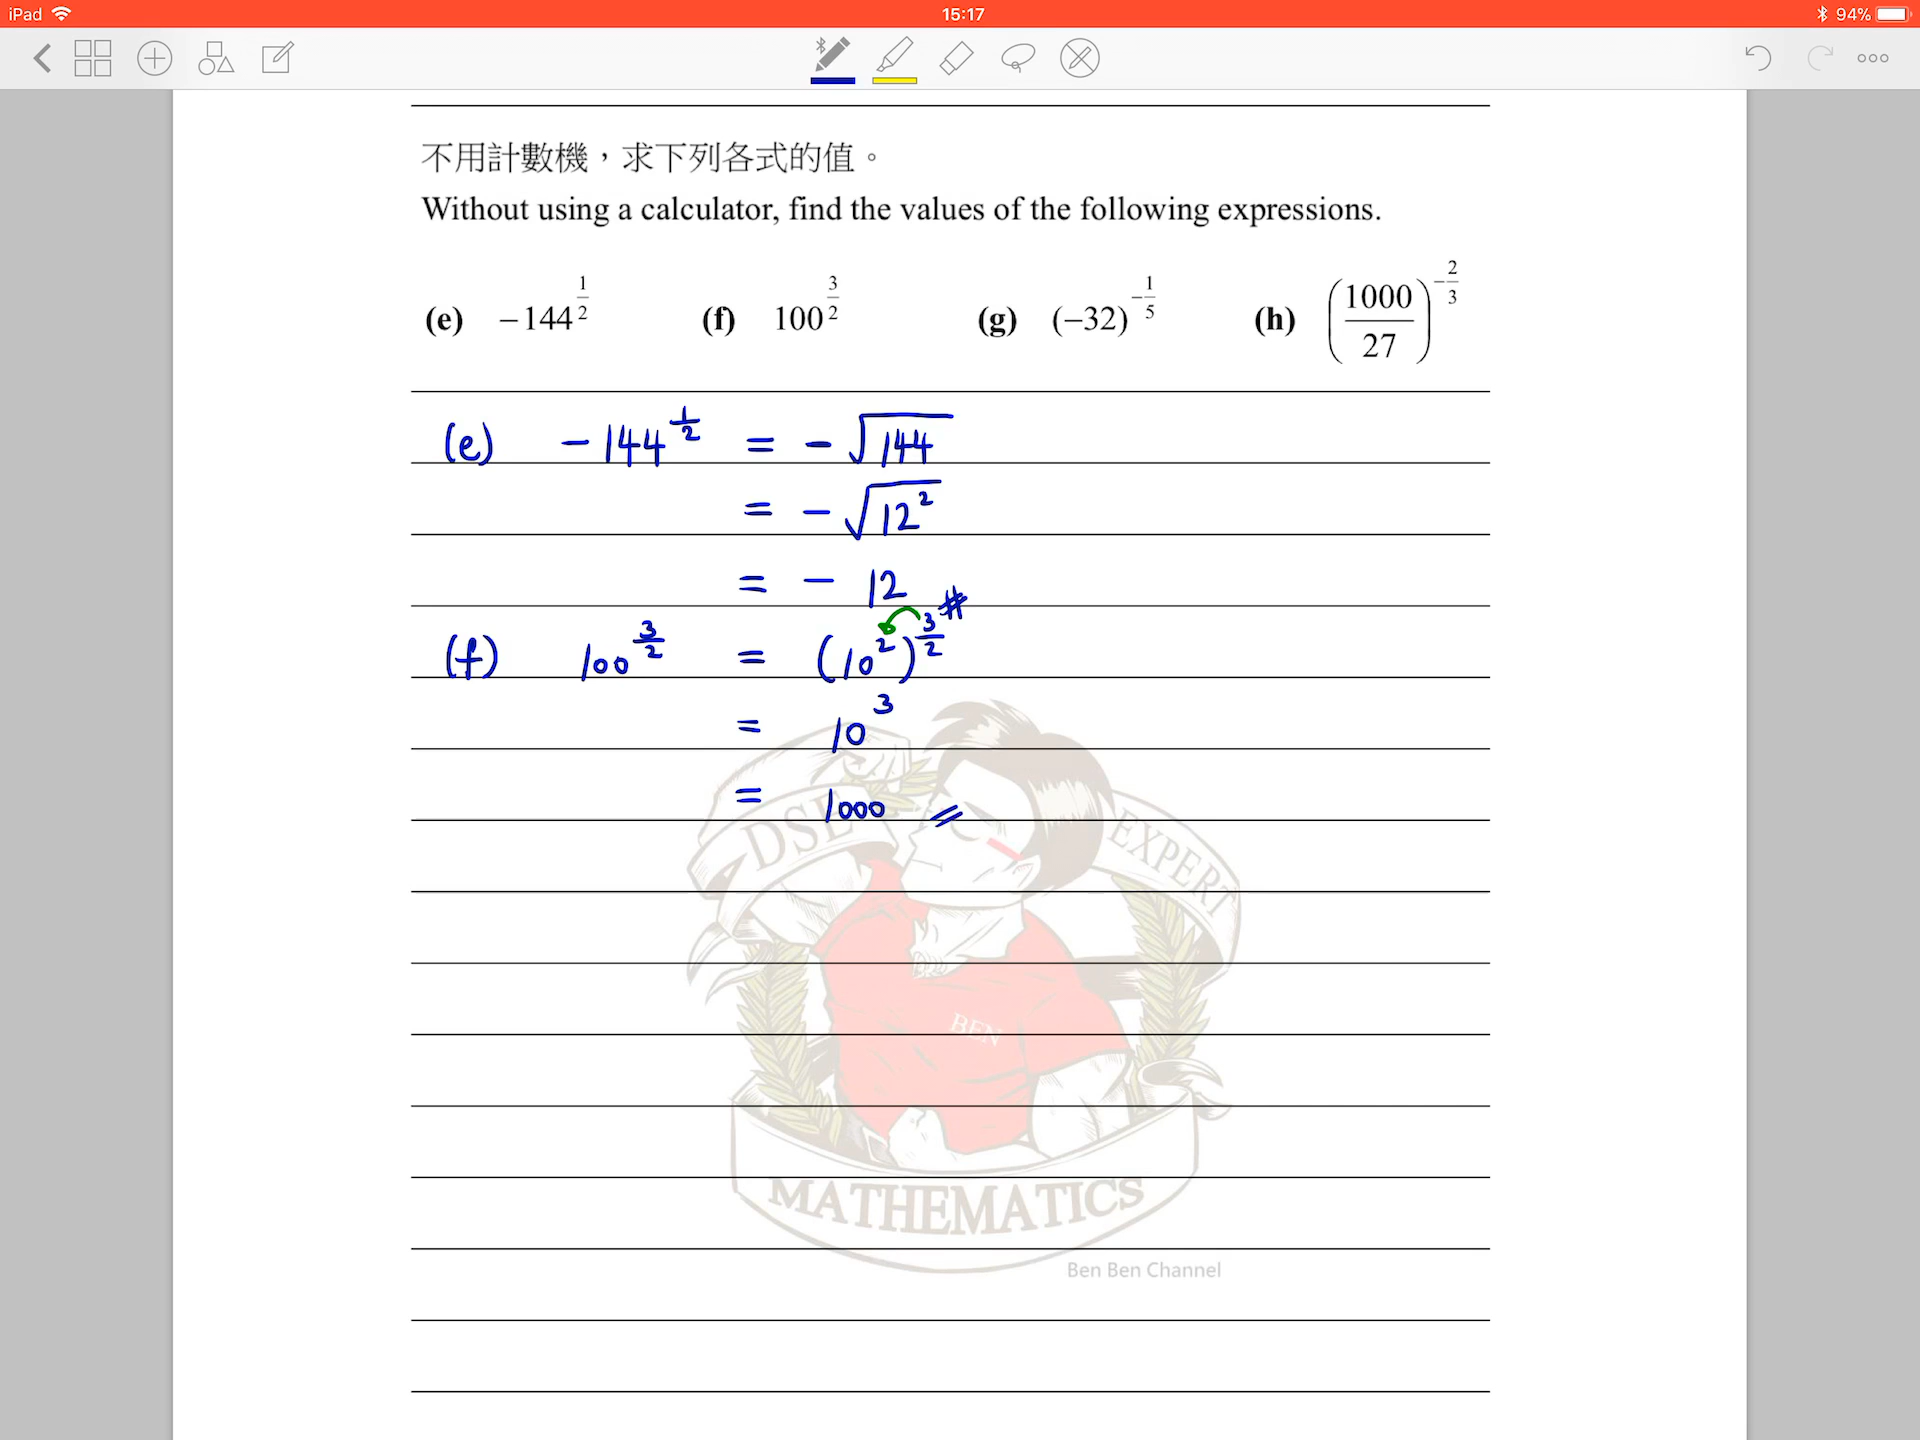 iPad 15:17 94%
不用計數機，求下列各式的值。
Without using a calculator, find the values of the following expressions.
(e) −144^{1/2} (f) 100^{3/2} (g) (−32)^{−1/5} (h) (1000/27)^{−2/3}
(e) −144^{1/2} = −√144
= −√12²
= −12 #
(f) 100^{3/2} = (10²)^{3/2}
= 10³
= 1000
DSE EXPERT
BEN
MATHEMATICS
Ben Ben Channel